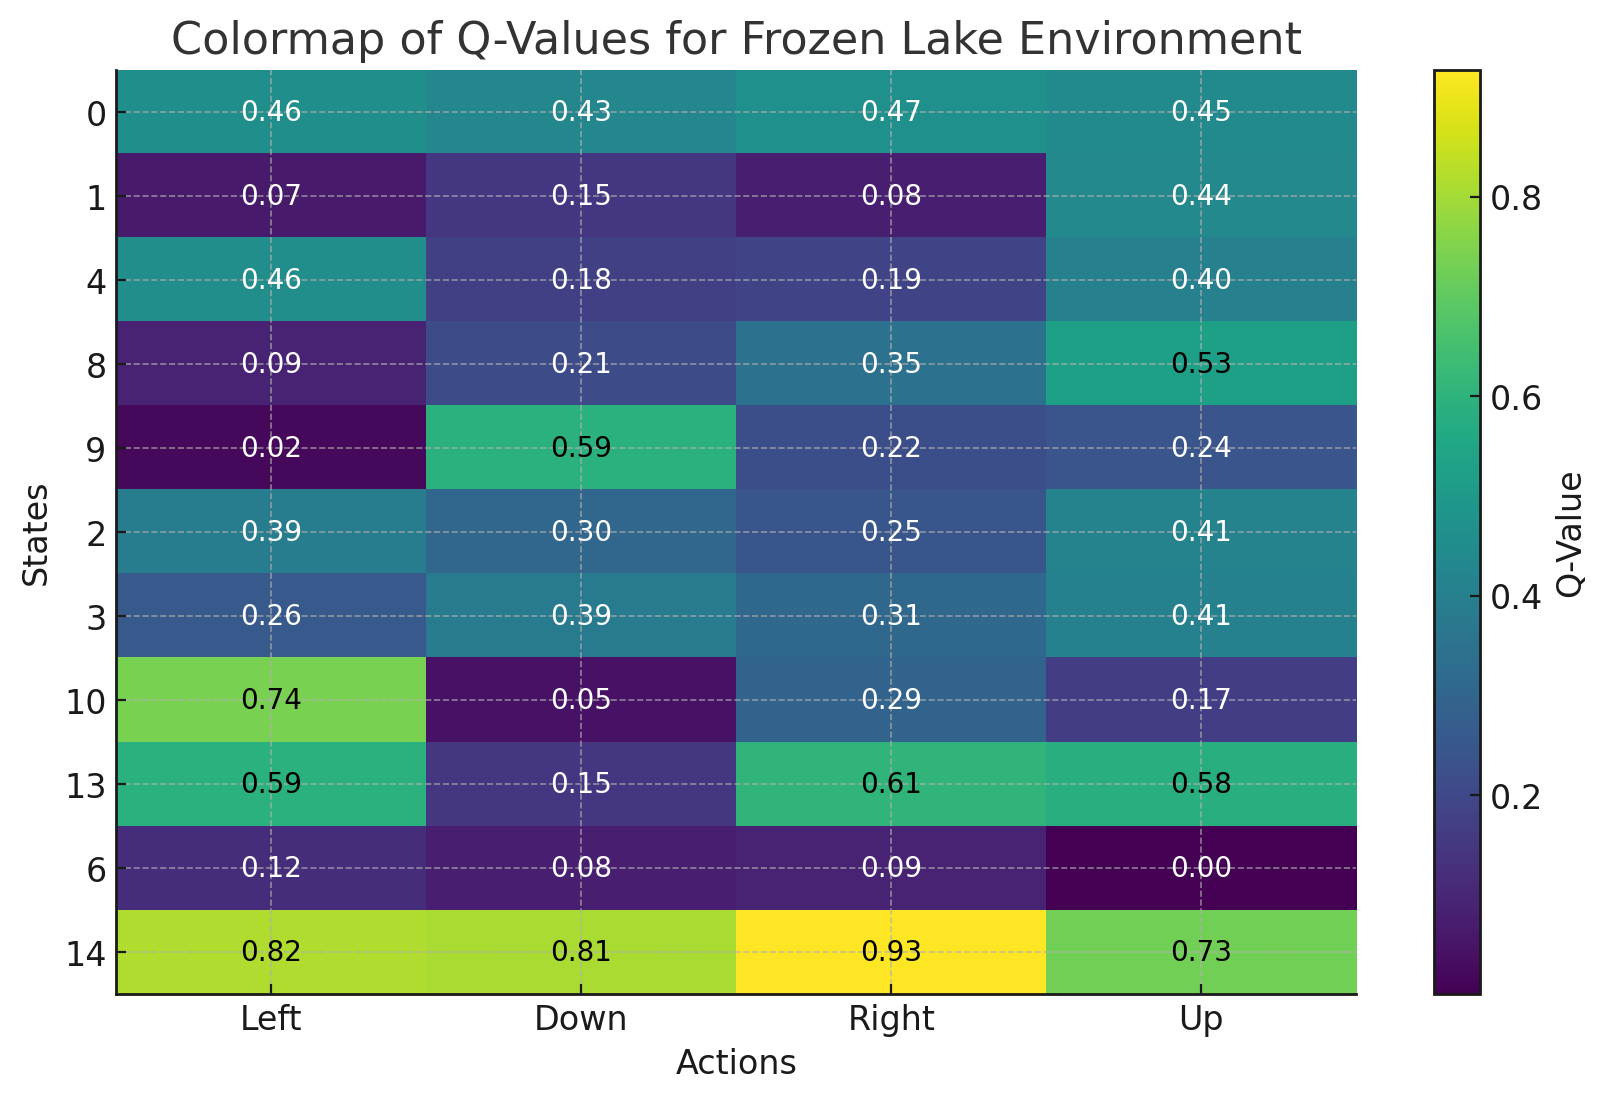 Colormap of Q-Values for Frozen Lake Environment
0 0.46 0.43 0.47 0.45
1 0.07 0.15 0.08 0.44
4 0.46 0.18 0.19 0.40
8 0.09 0.21 0.35 0.53
9 0.02 0.59 0.22 0.24
2 0.39 0.30 0.25 0.41
3 0.26 0.39 0.31 0.41
10 0.74 0.05 0.29 0.17
13 0.59 0.15 0.61 0.58
6 0.12 0.08 0.09 0.00
14 0.82 0.81 0.93 0.73
Left Down Right Up
Actions
States
0.8
0.6
0.4
0.2
Q-Value